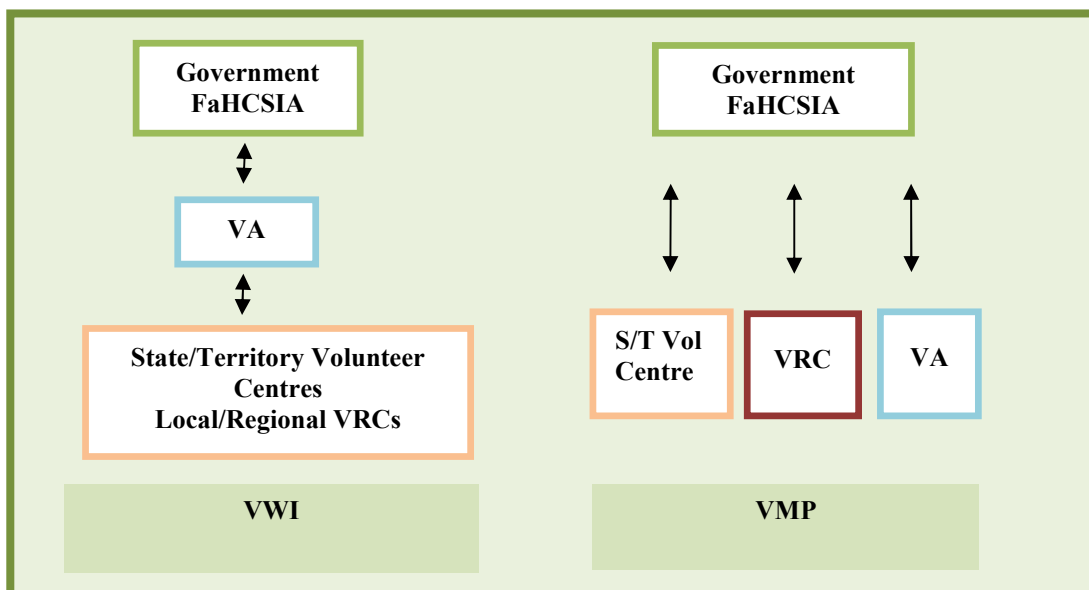 Government
FaHCSIA
VA
State/Territory Volunteer
Centres
Local/Regional VRCs
VWI
Government
FaHCSIA
S/T Vol
Centre
VRC
VA
VMP